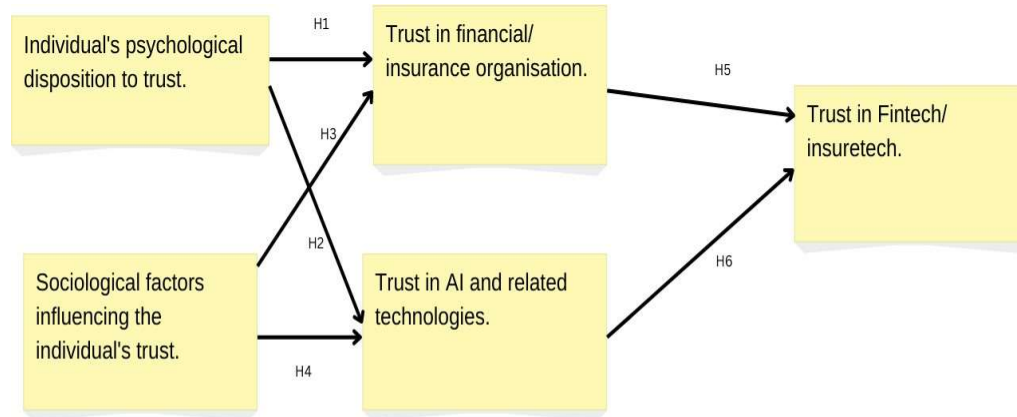 Individual's psychological
disposition to trust.
H1
Trust in financial/
insurance organisation.
H5
Trust in Fintech/
insuretech.
H3
H2
Sociological factors
influencing the
individual's trust.
H4
Trust in AI and related
technologies.
H6